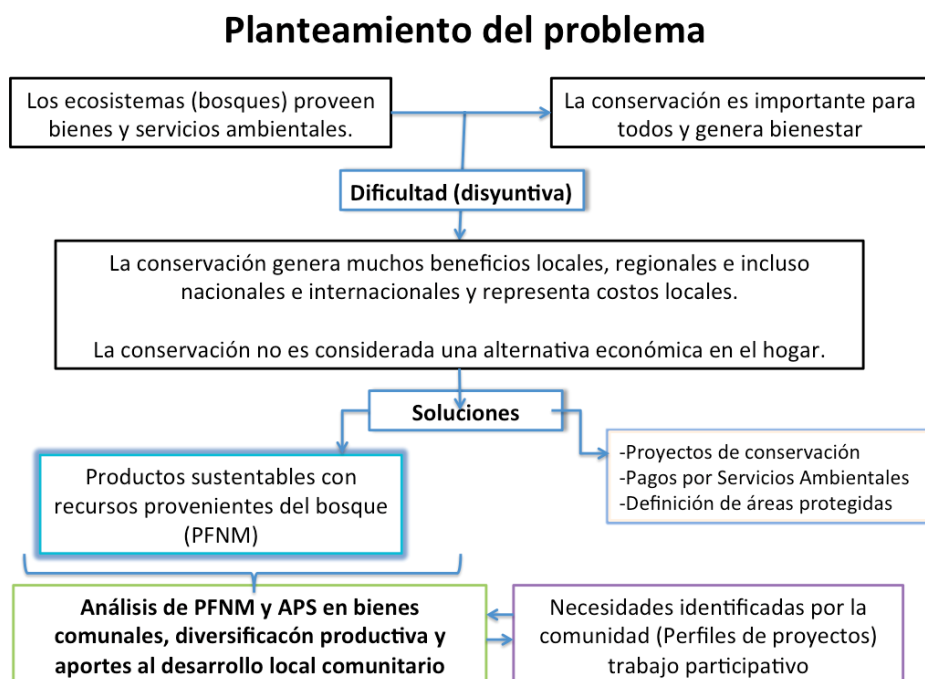 Planteamiento del problema
Los ecosistemas (bosques) proveen
bienes y servicios ambientales.
La conservación es importante para
todos y genera bienestar
Dificultad (disyuntiva)
La conservación genera muchos beneficios locales, regionales e incluso
nacionales e internacionales y representa costos locales.
La conservación no es considerada una alternativa económica en el hogar.
Soluciones
Productos sustentables con
recursos provenientes del bosque
(PFNM)
-Proyectos de conservación
-Pagos por Servicios Ambientales
-Definición de áreas protegidas
Análisis de PFNM y APS en bienes
comunales, diversificacón productiva y
aportes al desarrollo local comunitario
Necesidades identificadas por la
comunidad (Perfiles de proyectos)
trabajo participativo